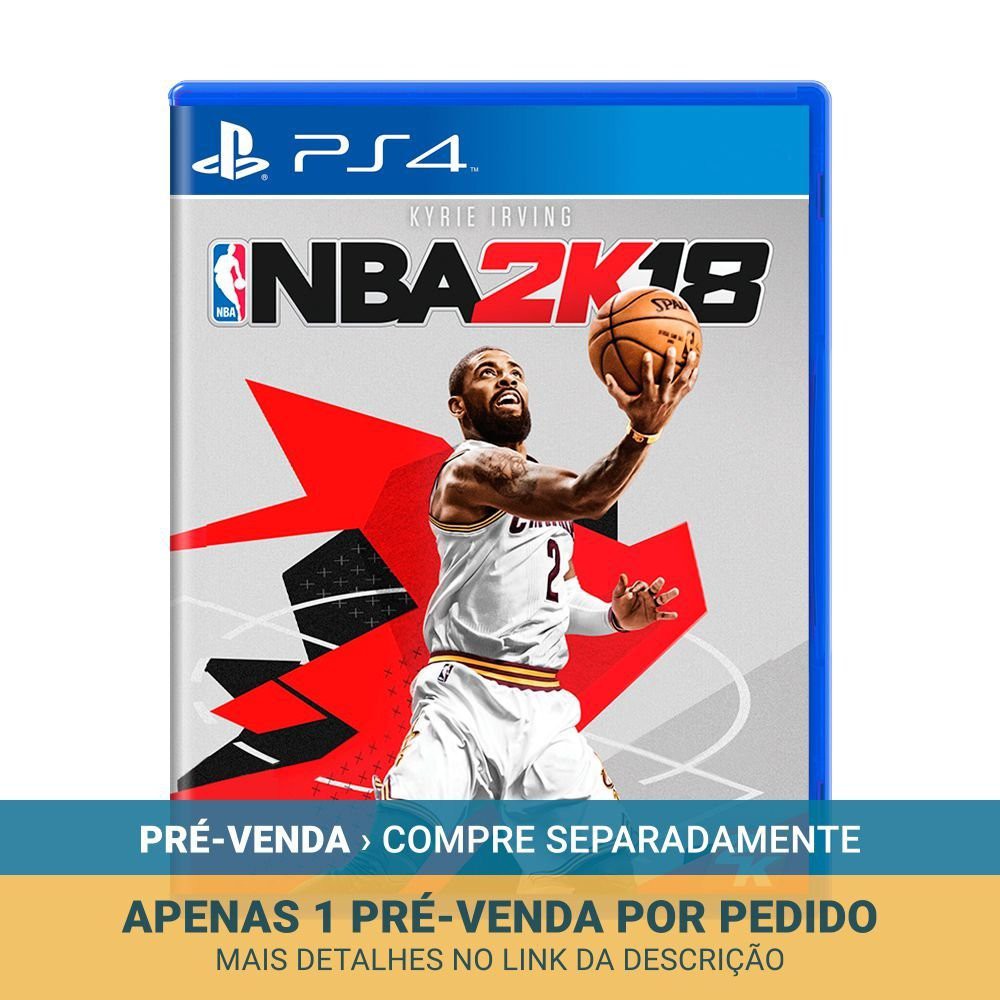 PS4
KYRIE IRVING
NBA NBA2K18
2
PRÉ-VENDA › COMPRE SEPARADAMENTE
2K
APENAS 1 PRÉ-VENDA POR PEDIDO
MAIS DETALHES NO LINK DA DESCRIÇÃO